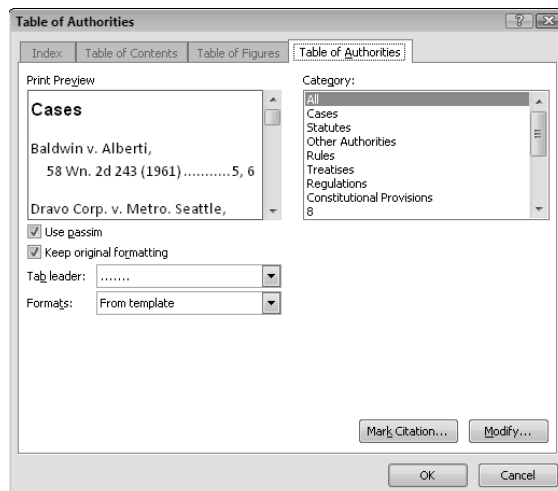 Table of Authorities
Index Table of Contents Table of Figures Table of Authorities
Print Preview
Cases
Baldwin v. Alberti,
58 Wn. 2d 243 (1961)...........5, 6
Dravo Corp. v. Metro. Seattle,
Category:
All
Cases
Statutes
Other Authorities
Rules
Treatises
Regulations
Constitutional Provisions
8
Use passim
Keep original formatting
Tab leader: .......
Formats: From template
Mark Citation... Modify...
OK Cancel